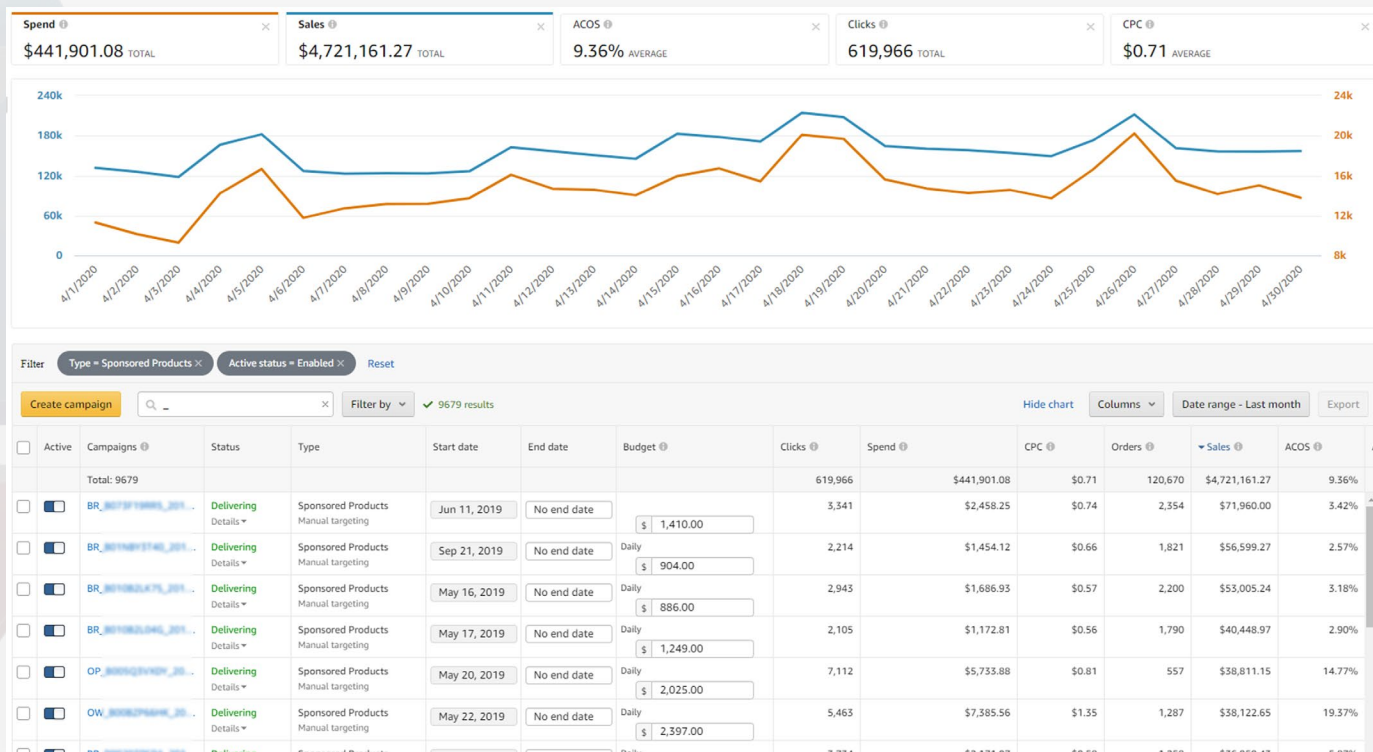 Spend
$441,901.08 TOTAL
Sales
$4,721,161.27 TOTAL
ACOS
9.36% AVERAGE
Clicks
619,966 TOTAL
CPC
$0.71 AVERAGE
240k 24k
180k 20k
120k 16k
60k 12k
0 8k
4/1/2020 4/2/2020 4/3/2020 4/4/2020 4/5/2020 4/6/2020 4/7/2020 4/8/2020 4/9/2020 4/10/2020 4/11/2020 4/12/2020 4/13/2020 4/14/2020 4/15/2020 4/16/2020 4/17/2020 4/18/2020 4/19/2020 4/20/2020 4/21/2020 4/22/2020 4/23/2020 4/24/2020 4/25/2020 4/26/2020 4/27/2020 4/28/2020 4/29/2020 4/30/2020
Filter Type = Sponsored Products Active status = Enabled Reset
Create campaign _ Filter by 9679 results Hide chart Columns Date range - Last month Export
Active Campaigns Status Type Start date End date Budget Clicks Spend CPC Orders Sales ACOS
Total: 9679 619,966 $441,901.08 $0.71 120,670 $4,721,161.27 9.36%
BR_ Delivering Sponsored Products Jun 11, 2019 No end date 3,341 $2,458.25 $0.74 2,354 $71,960.00 3.42%
Details Manual targeting $ 1,410.00
BR_ Delivering Sponsored Products Sep 21, 2019 No end date Daily 2,214 $1,454.12 $0.66 1,821 $56,599.27 2.57%
Details Manual targeting $ 904.00
BR_ Delivering Sponsored Products May 16, 2019 No end date Daily 2,943 $1,686.93 $0.57 2,200 $53,005.24 3.18%
Details Manual targeting $ 886.00
BR_ Delivering Sponsored Products May 17, 2019 No end date Daily 2,105 $1,172.81 $0.56 1,790 $40,448.97 2.90%
Details Manual targeting $ 1,249.00
OP_ Delivering Sponsored Products May 20, 2019 No end date Daily 7,112 $5,733.88 $0.81 557 $38,811.15 14.77%
Details Manual targeting $ 2,025.00
OW_ Delivering Sponsored Products May 22, 2019 No end date Daily 5,463 $7,385.56 $1.35 1,287 $38,122.65 19.37%
Details Manual targeting $ 2,397.00